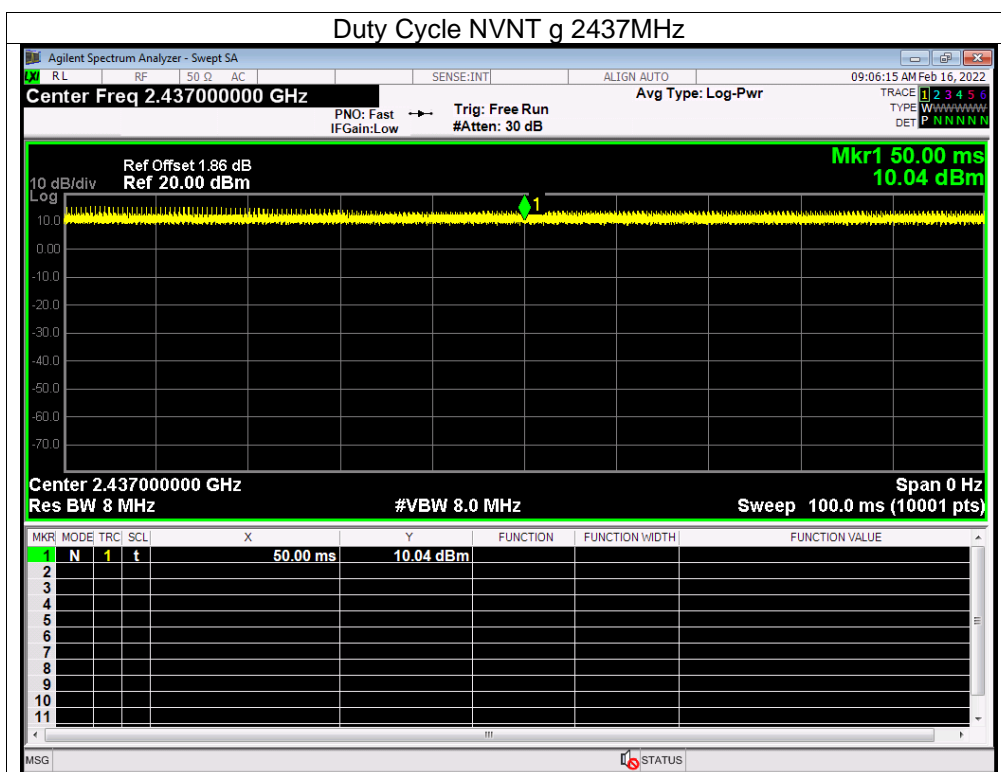 Duty Cycle NVNT g 2437MHz
Agilent Spectrum Analyzer - Swept SA
LXI RL RF 50 Ω AC SENSE:INT ALIGN AUTO 09:06:15 AM Feb 16, 2022
Center Freq 2.437000000 GHz Avg Type: Log-Pwr TRACE 1 2 3 4 5 6
PNO: Fast Trig: Free Run TYPE WWWWWW
IFGain:Low #Atten: 30 dB DET P N N N N N
Mkr1 50.00 ms
Ref Offset 1.86 dB
10 dB/div Ref 20.00 dBm 10.04 dBm
Log
1
10.0
0.00
-10.0
-20.0
-30.0
-40.0
-50.0
-60.0
-70.0
Center 2.437000000 GHz Span 0 Hz
Res BW 8 MHz #VBW 8.0 MHz Sweep 100.0 ms (10001 pts)
MKR MODE TRC SCL X Y FUNCTION FUNCTION WIDTH FUNCTION VALUE
1 N 1 t 50.00 ms 10.04 dBm
2
3
4
5
6
7
8
9
10
11
MSG STATUS